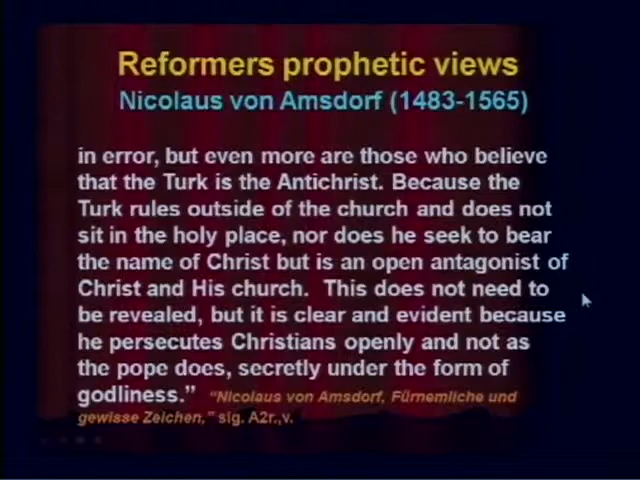 Reformers prophetic views
Nicolaus von Amsdorf (1483-1565)
in error, but even more are those who believe
that the Turk is the Antichrist. Because the
Turk rules outside of the church and does not
sit in the holy place, nor does he seek to bear
the name of Christ but is an open antagonist of
Christ and His church. This does not need to
be revealed, but it is clear and evident because
he persecutes Christians openly and not as
the pope does, secretly under the form of
godliness.” “Nicolaus von Amsdorf, Fürnemliche und
gewisse Zeichen,” sig. A2r.,v.